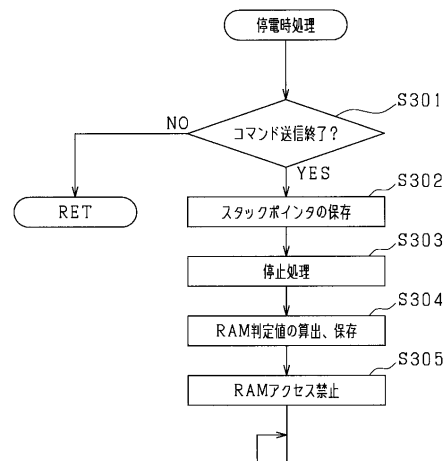 停電時処理
S301
コマンド送信終了?
NO
YES
S302
RET
スタックポインタの保存
S303
停止処理
S304
RAM判定値の算出、保存
S305
RAMアクセス禁止